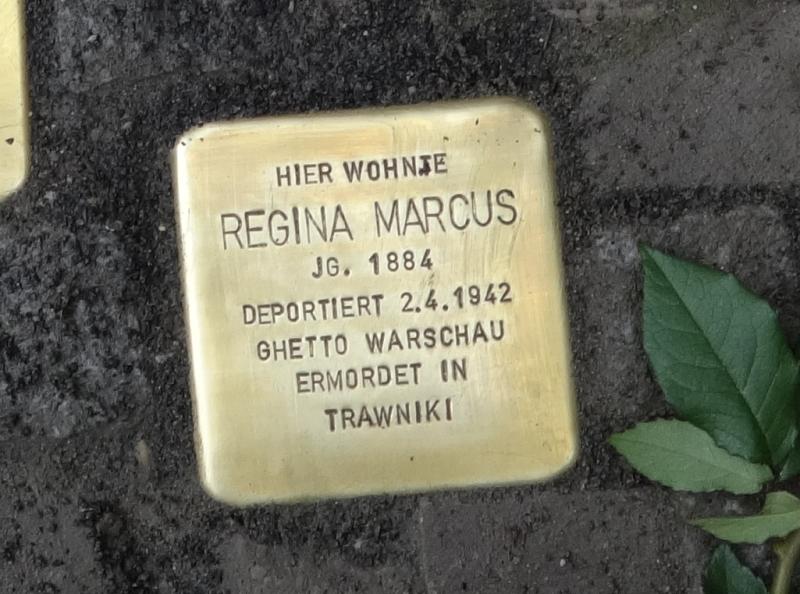 HIER WOHNTE
REGINA MARCUS
JG. 1884
DEPORTIERT 2.4.1942
GHETTO WARSCHAU
ERMORDET IN
TRAWNIKI